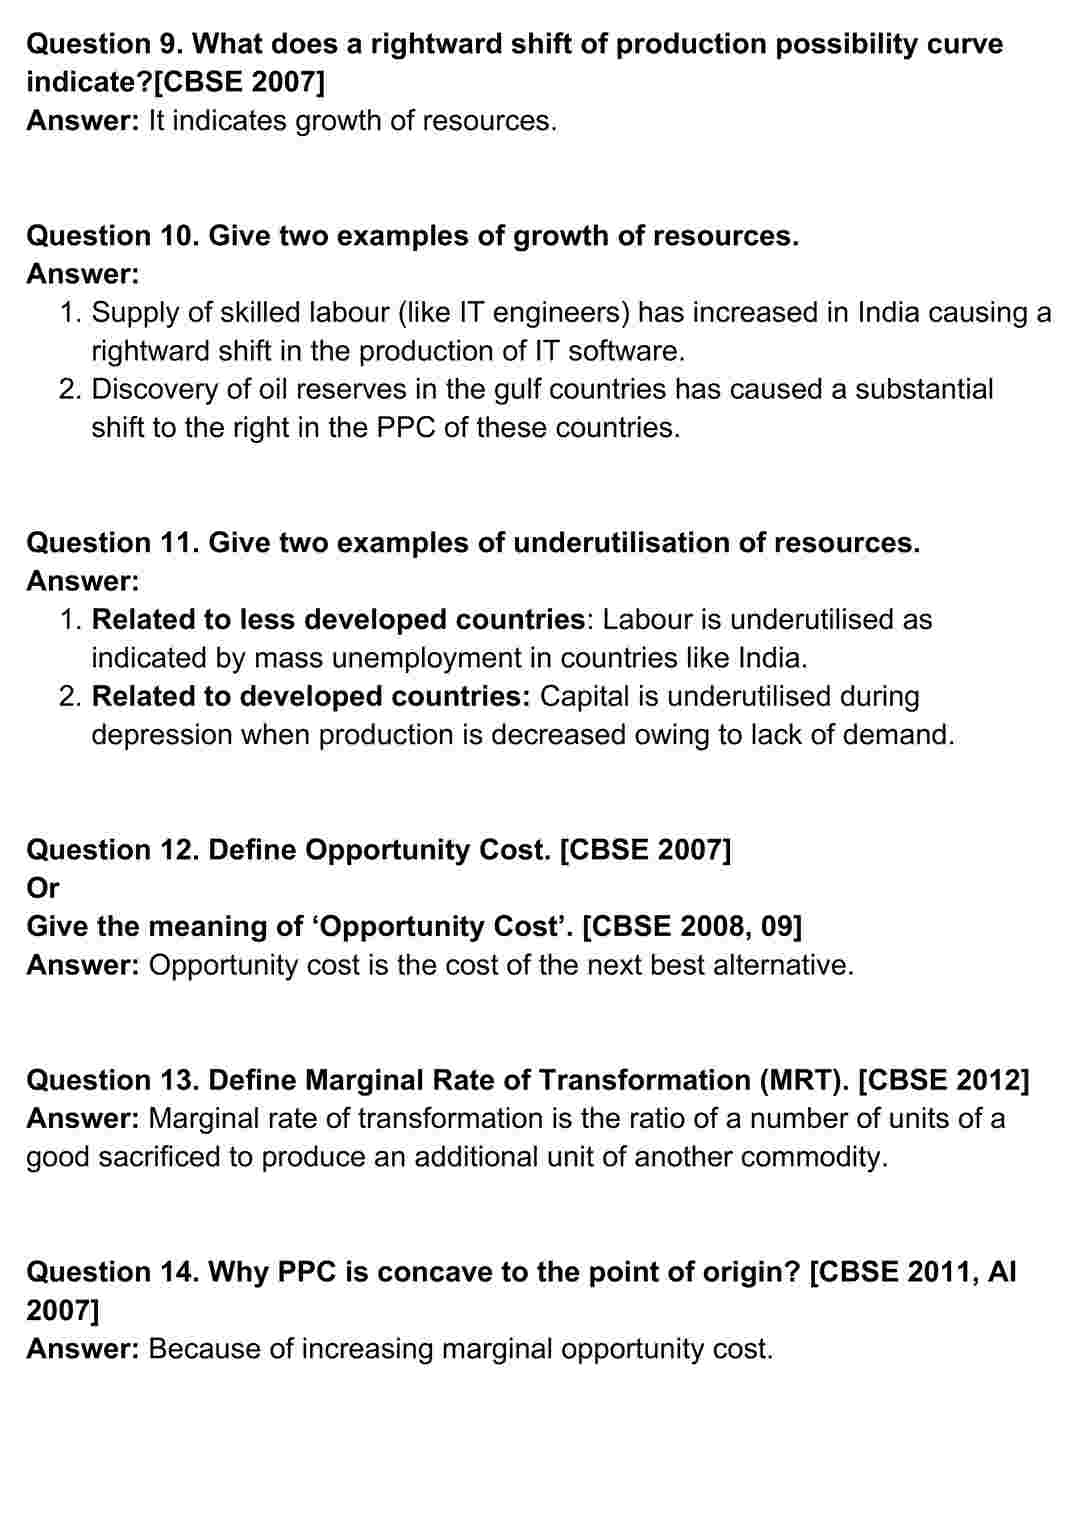 Question 9. What does a rightward shift of production possibility curve
indicate?[CBSE 2007]
Answer: It indicates growth of resources.
Question 10. Give two examples of growth of resources.
Answer:
1. Supply of skilled labour (like IT engineers) has increased in India causing a
rightward shift in the production of IT software.
2. Discovery of oil reserves in the gulf countries has caused a substantial
shift to the right in the PPC of these countries.
Question 11. Give two examples of underutilisation of resources.
Answer:
1. Related to less developed countries: Labour is underutilised as
indicated by mass unemployment in countries like India.
2. Related to developed countries: Capital is underutilised during
depression when production is decreased owing to lack of demand.
Question 12. Define Opportunity Cost. [CBSE 2007]
Or
Give the meaning of ‘Opportunity Cost’. [CBSE 2008, 09]
Answer: Opportunity cost is the cost of the next best alternative.
Question 13. Define Marginal Rate of Transformation (MRT). [CBSE 2012]
Answer: Marginal rate of transformation is the ratio of a number of units of a
good sacrificed to produce an additional unit of another commodity.
Question 14. Why PPC is concave to the point of origin? [CBSE 2011, AI
2007]
Answer: Because of increasing marginal opportunity cost.